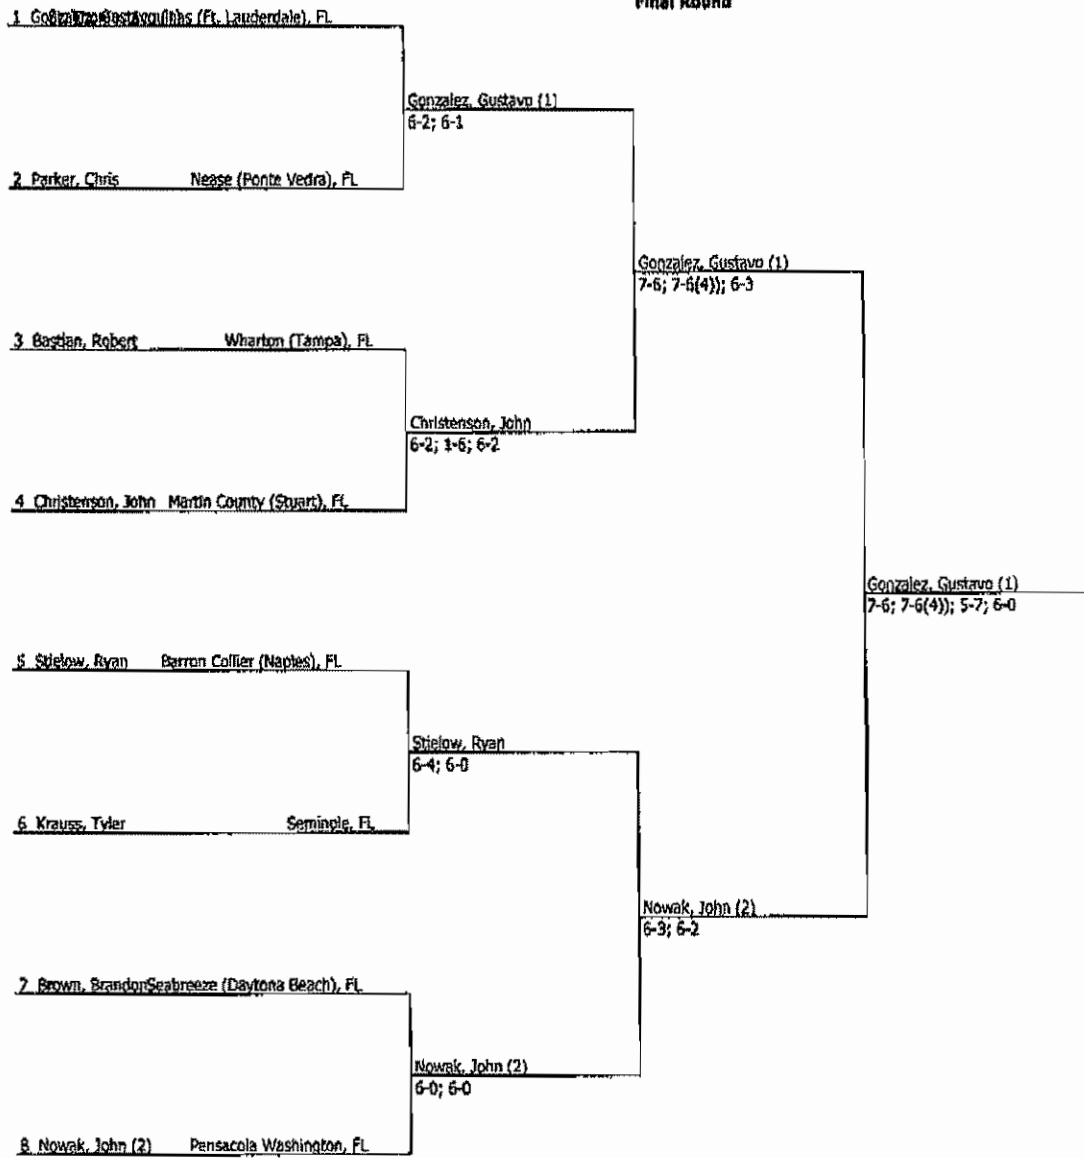 Final Round
1 (Ft. Lauderdale), FL
Gonzalez, Gustavo (1)
6-2; 6-1
2 Parker, Chris Nease (Ponte Vedra), FL
Gonzalez, Gustavo (1)
7-6; 7-6(4)); 6-3
3 Bastian, Robert Wharton (Tampa), FL
Christenson, John
6-2; 1-6; 6-2
4 Christenson, John Martin County (Stuart), FL
Gonzalez, Gustavo (1)
7-6; 7-6(4)); 5-7; 6-0
5 Stielow, Ryan Barron Collier (Naples), FL
Stielow, Ryan
6-4; 6-0
6 Krauss, Tyler Seminole, FL
Nowak, John (2)
6-3; 6-2
7 Brown, Brandon Seabreeze (Daytona Beach), FL
Nowak, John (2)
6-0; 6-0
8 Nowak, John (2) Pensacola Washington, FL